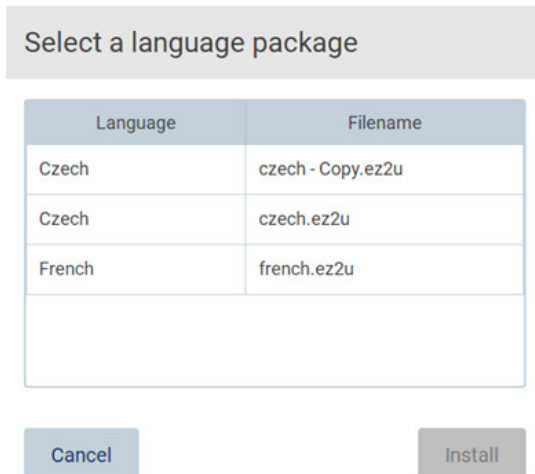 Select a language package
Language Filename
Czech czech - Copy.ez2u
Czech czech.ez2u
French french.ez2u
Cancel Install